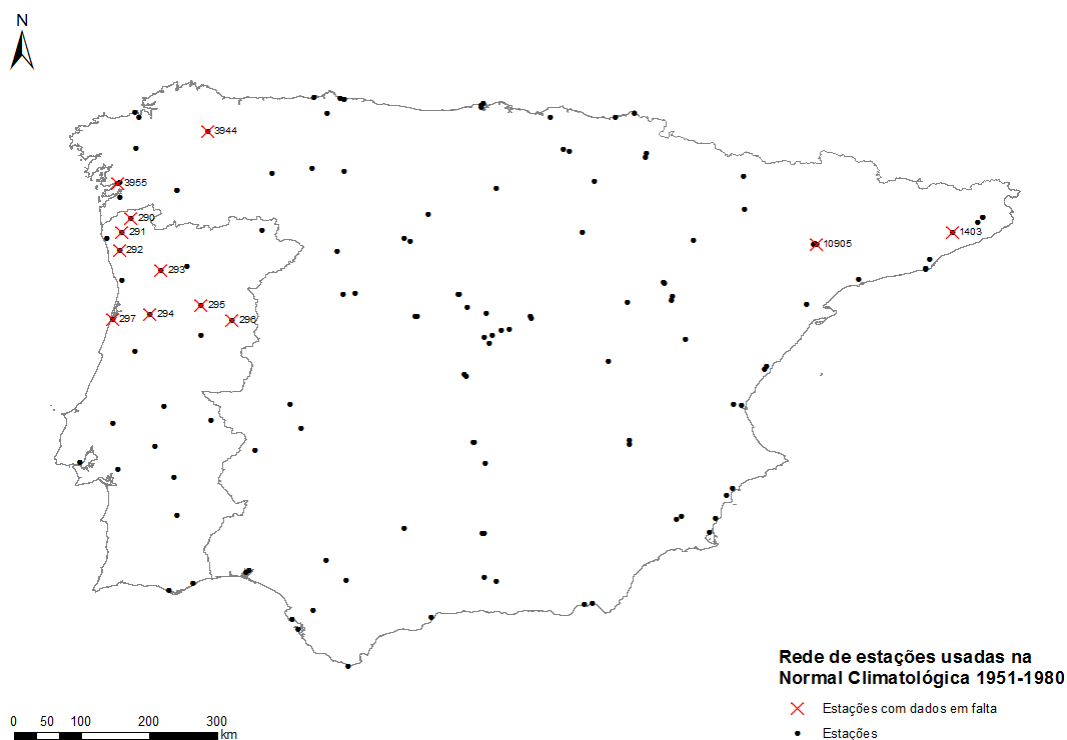 N
3944
3955
290
291
292
293
295
294
297
296
10905
1403
Rede de estações usadas na
Normal Climatológica 1951-1980
Estações com dados em falta
Estações
0 50 100 200 300
km